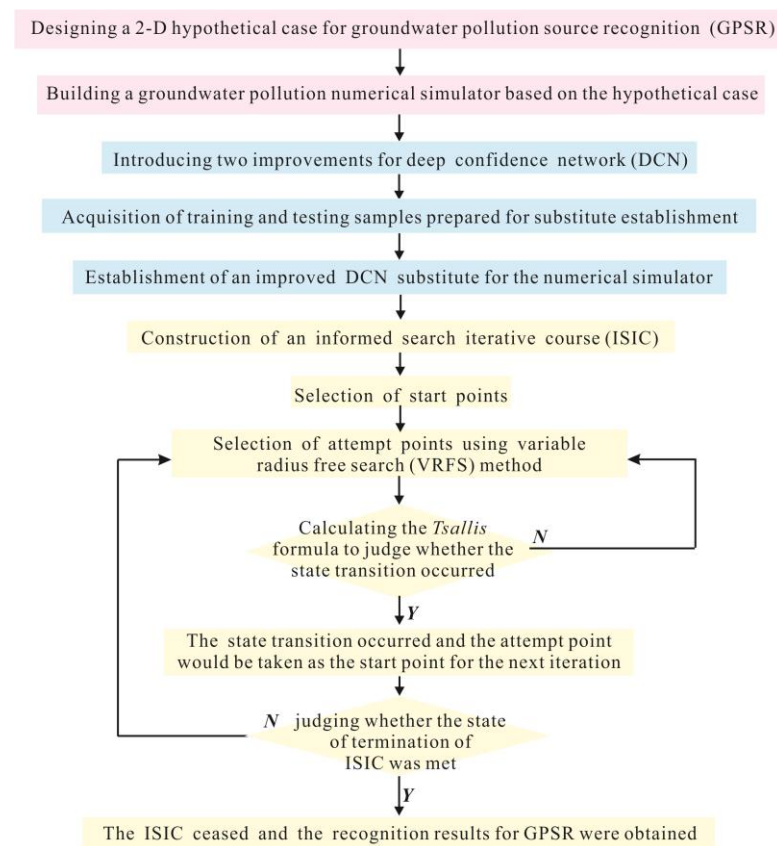 Designing a 2-D hypothetical case for groundwater pollution source recognition (GPSR)
Building a groundwater pollution numerical simulator based on the hypothetical case
Introducing two improvements for deep confidence network (DCN)
Acquisition of training and testing samples prepared for substitute establishment
Establishment of an improved DCN substitute for the numerical simulator
Construction of an informed search iterative course (ISIC)
Selection of start points
Selection of attempt points using variable
radius free search (VRFS) method
Calculating the Tsallis
formula to judge whether the
state transition occurred
N
Y
The state transition occurred and the attempt point
would be taken as the start point for the next iteration
N
judging whether the state
of termination of
ISIC was met
Y
The ISIC ceased and the recognition results for GPSR were obtained